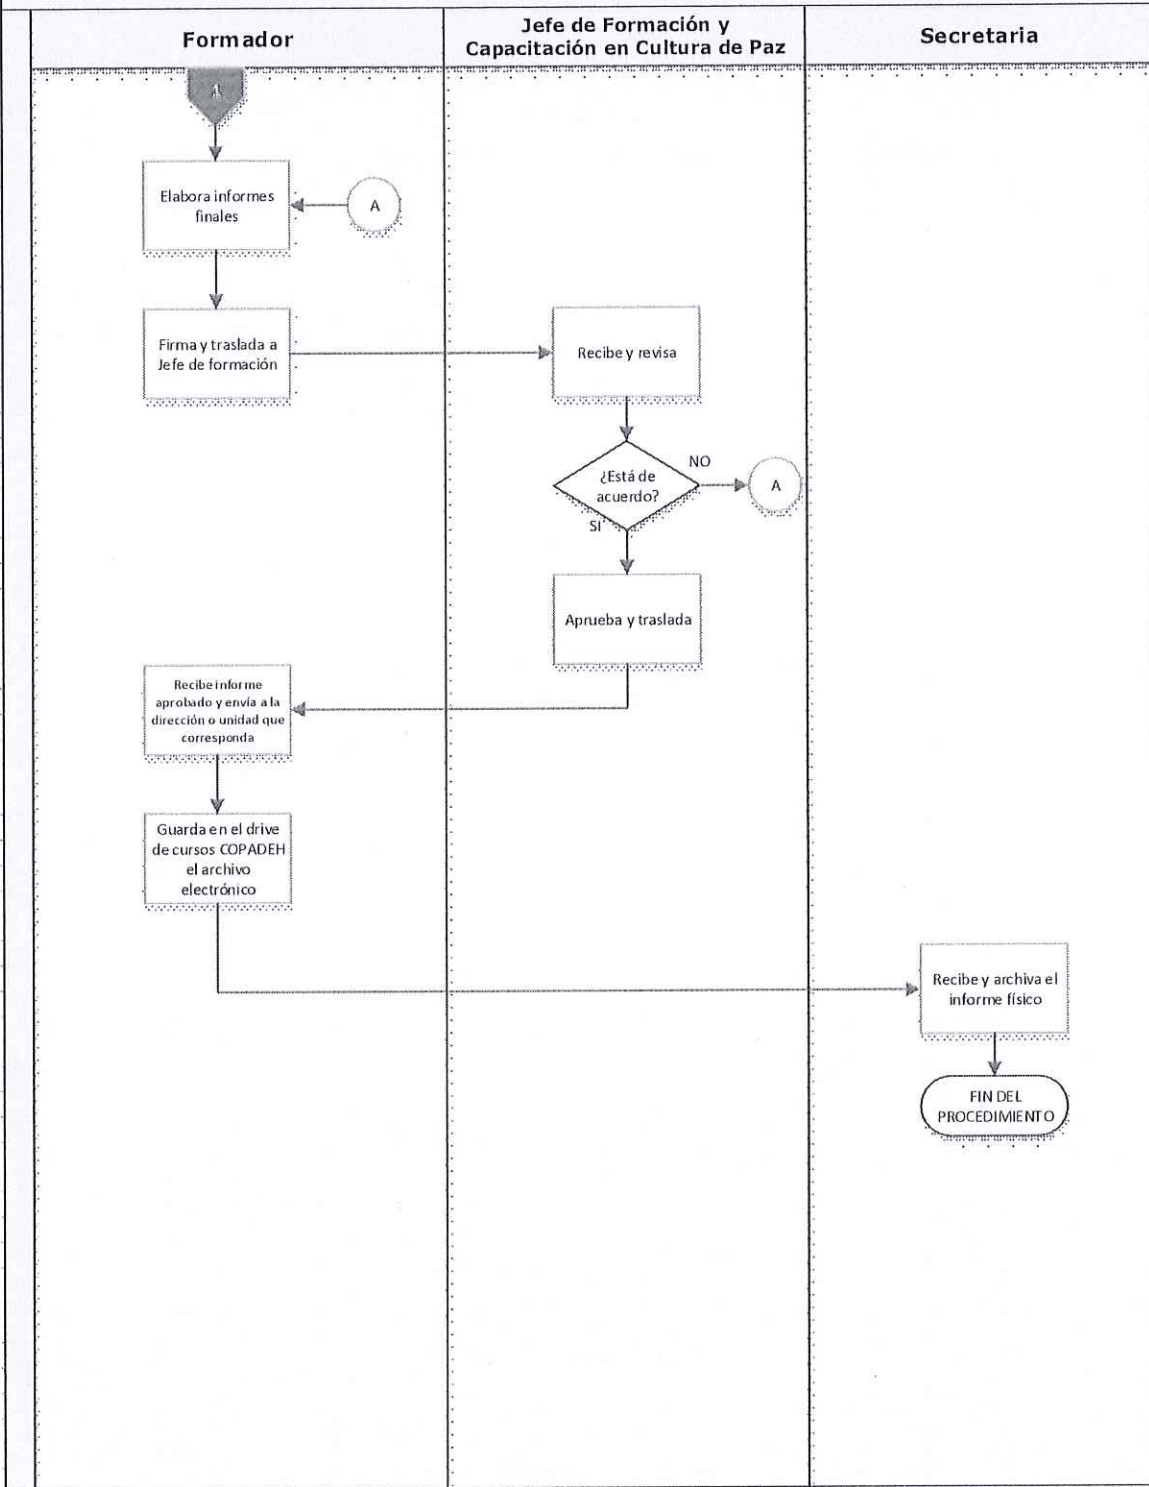 Formador
Jefe de Formación y
Capacitación en Cultura de Paz
Secretaria
1
Elabora informes
finales
A
Firma y traslada a
Jefe de formación
Recibe y revisa
¿Está de
acuerdo?
NO
A
SI
Aprueba y traslada
Recibe informe
aprobado y envía a la
dirección o unidad que
corresponda
Guarda en el drive
de cursos COPADEH
el archivo
electrónico
Recibe y archiva el
informe físico
FIN DEL
PROCEDIMIENTO